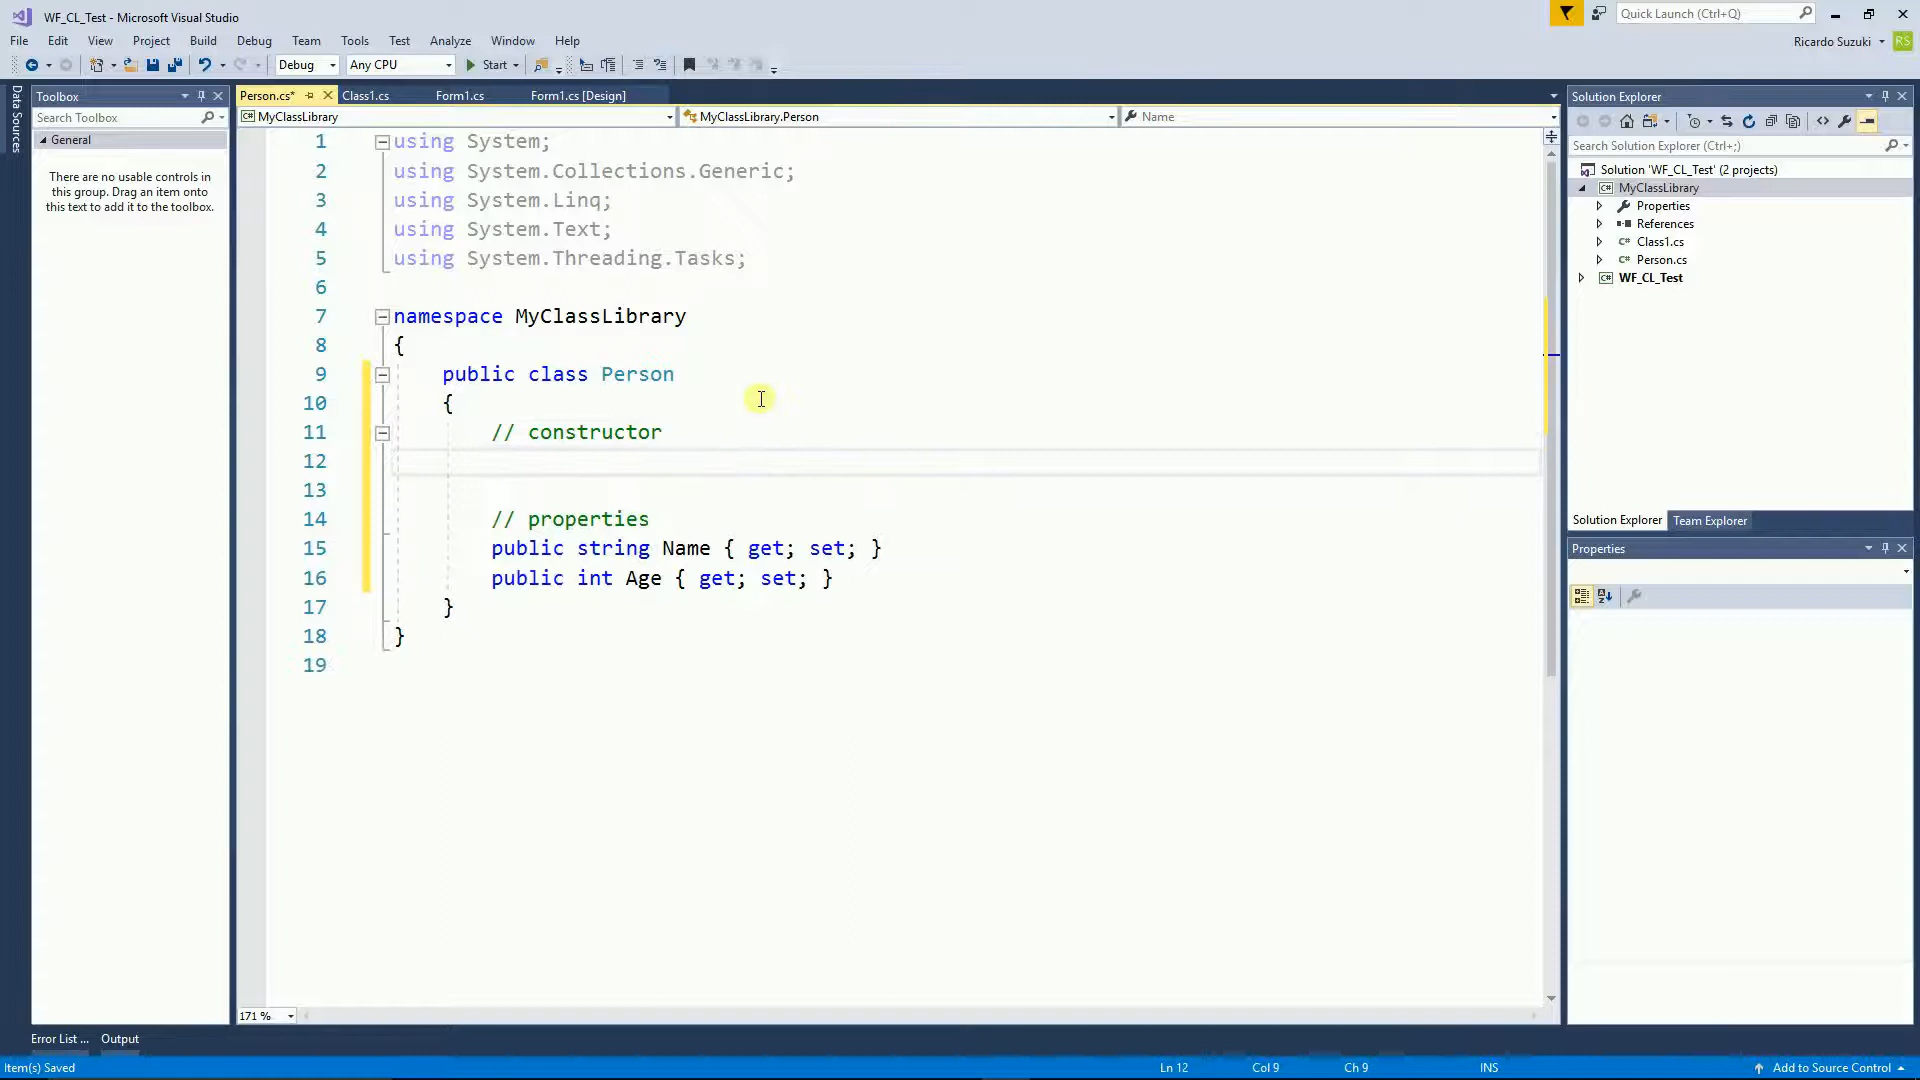 WF_CL_Test - Microsoft Visual Studio
Quick Launch (Ctrl+Q)
File Edit View Project Build Debug Team Tools Test Analyze Window Help
Ricardo Suzuki RS
Debug Any CPU Start
Data Sources
Toolbox
Search Toolbox
General
There are no usable controls in
this group. Drag an item onto
this text to add it to the toolbox.
Person.cs* Class1.cs Form1.cs Form1.cs [Design]
MyClassLibrary MyClassLibrary.Person Name
1 using System;
2 using System.Collections.Generic;
3 using System.Linq;
4 using System.Text;
5 using System.Threading.Tasks;
6
7 namespace MyClassLibrary
8 {
9 public class Person
10 {
11 // constructor
12
13
14 // properties
15 public string Name { get; set; }
16 public int Age { get; set; }
17 }
18 }
19
171 %
Solution Explorer
Search Solution Explorer (Ctrl+;)
Solution 'WF_CL_Test' (2 projects)
C# MyClassLibrary
Properties
References
C# Class1.cs
C# Person.cs
C# WF_CL_Test
Solution Explorer Team Explorer
Properties
Error List ... Output
Item(s) Saved Ln 12 Col 9 Ch 9 INS Add to Source Control